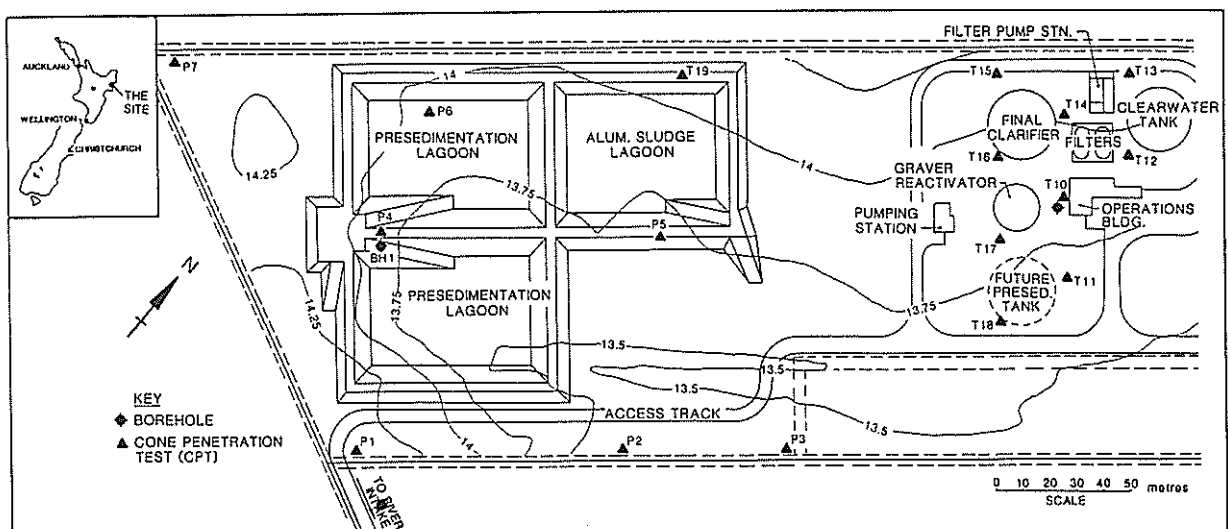 FILTER PUMP STN.
AUCKLAND
THE
SITE
WELLINGTON
CHRISTCHURCH
P7
14
T19
T15
T13
P6
T14
CLEARWATER
TANK
PRESEDIMENTATION
LAGOON
ALUM. SLUDGE
LAGOON
FINAL
CLARIFIER
FILTERS
14.25
14
T16
T12
GRAVER
REACTIVATOR
13.75
T10
P4
P5
PUMPING
STATION
OPERATIONS
BLDG.
BH1
T17
N
PRESEDIMENTATION
LAGOON
FUTURE
PRESED.
TANK
T11
14.25
13.75
13.75
T18
13.5
13.5
13.5
13.5
KEY
BOREHOLE
CONE PENETRATION
TEST (CPT)
ACCESS TRACK
P1
14
P2
P3
TO RIVER
INTAKE
0 10 20 30 40 50 metres
SCALE